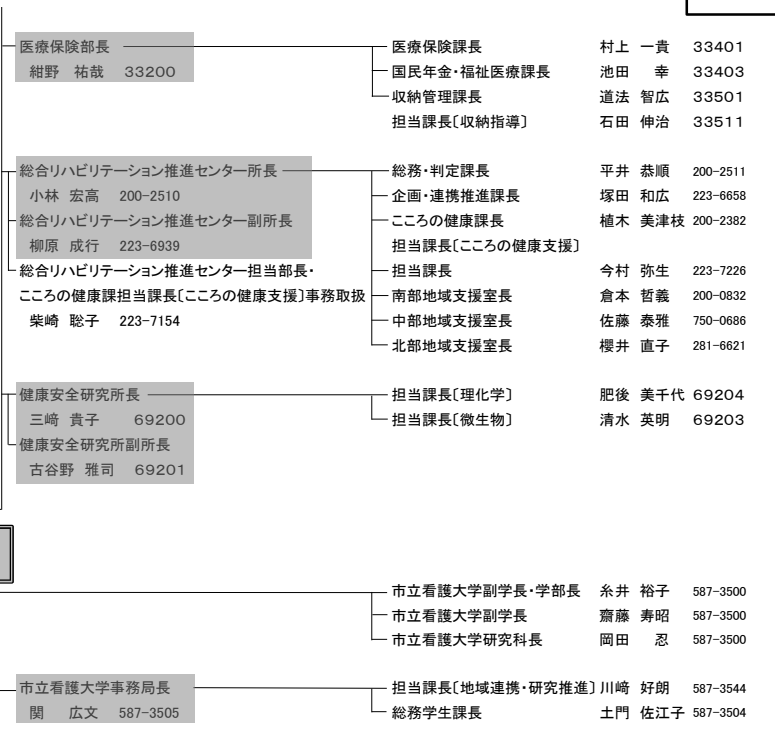 医療保険部長 医療保険課長 村上 一貴 33401
紺野 祐哉 33200 国民年金・福祉医療課長 池田 幸 33403
収納管理課長 道法 智広 33501
担当課長〔収納指導〕 石田 伸治 33511
総合リハビリテーション推進センター所長 総務・判定課長 平井 恭順 200-2511
小林 宏高 200-2510 企画・連携推進課長 塚田 和広 223-6658
総合リハビリテーション推進センター副所長 こころの健康課長 植木 美津枝 200-2382
柳原 成行 223-6939 担当課長〔こころの健康支援〕
総合リハビリテーション推進センター担当部長・ 担当課長 今村 弥生 223-7226
こころの健康課担当課長〔こころの健康支援〕事務取扱 南部地域支援室長 倉本 哲義 200-0832
柴崎 聡子 223-7154 中部地域支援室長 佐藤 泰雅 750-0686
北部地域支援室長 櫻井 直子 281-6621
健康安全研究所長 担当課長〔理化学〕 肥後 美千代 69204
三﨑 貴子 69200 担当課長〔微生物〕 清水 英明 69203
健康安全研究所副所長
古谷野 雅司 69201
市立看護大学副学長・学部長 糸井 裕子 587-3500
市立看護大学副学長 齋藤 寿昭 587-3500
市立看護大学研究科長 岡田 忍 587-3500
市立看護大学事務局長 担当課長〔地域連携・研究推進〕 川﨑 好朗 587-3544
関 広文 587-3505 総務学生課長 土門 佐江子 587-3504